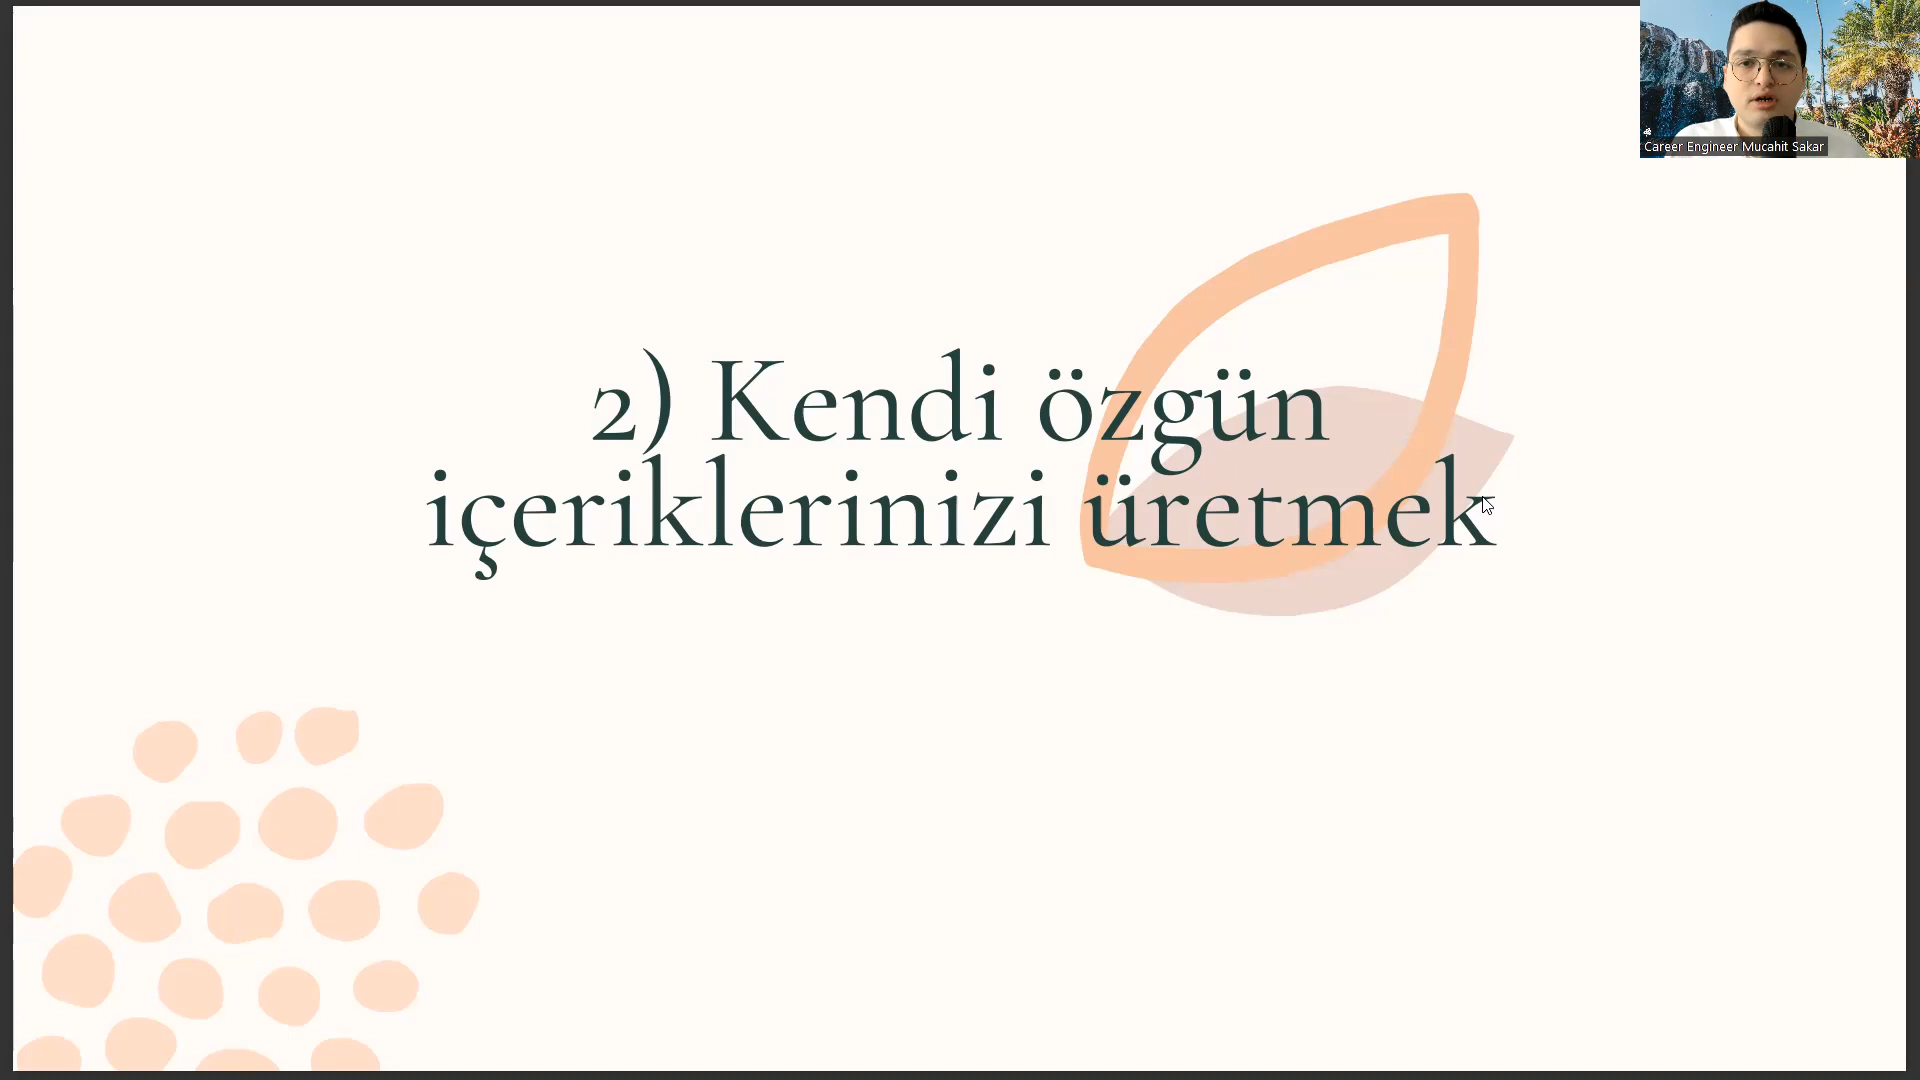 Career Engineer Mucahit Sakar
2) Kendi özgün
içeriklerinizi üretmek